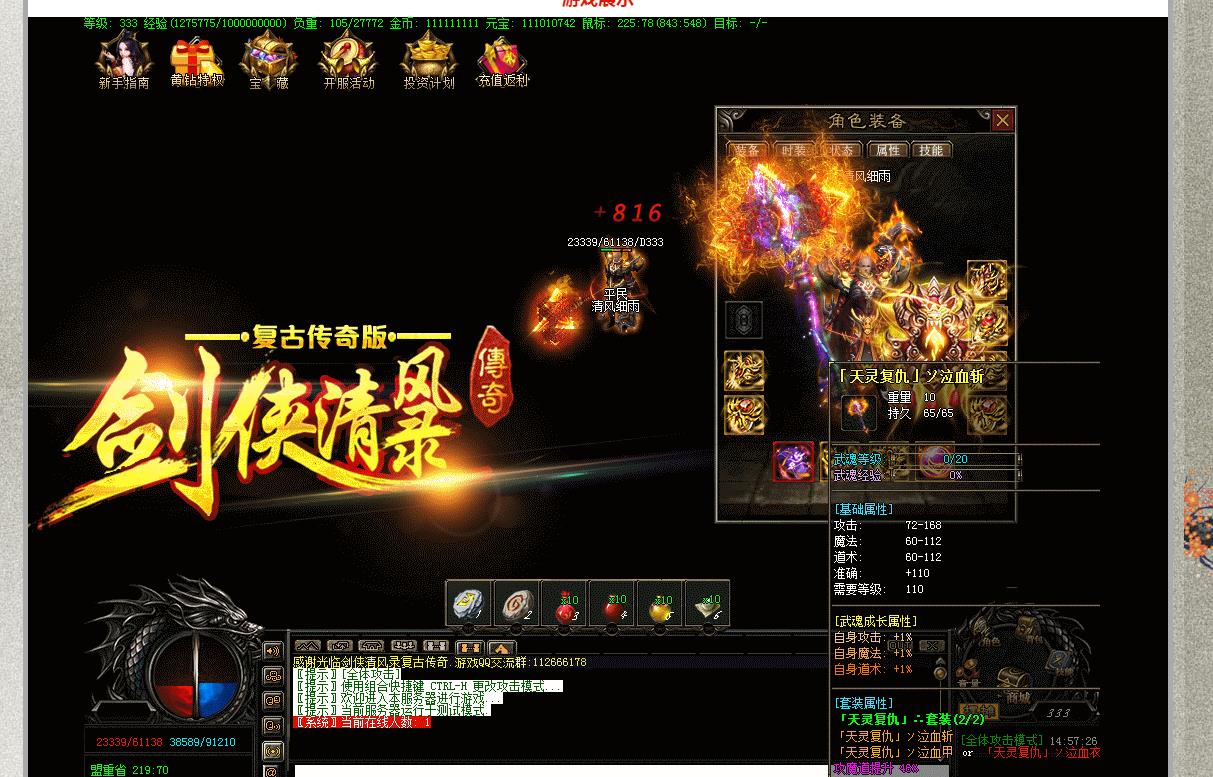 游戏展示
等级: 333 经验(1275775/1000000000) 负重: 105/27772 金币: 111111111 元宝: 111010742 鼠标: 225:78(843:548) 目标: -/-
新手指南 黄钻特权 宝 藏 开服活动 投资计划 充值返利
角色装备
装备 时装 状态 属性 技能
清风细雨
+816
23339/61138/D333
平民
清风细雨
复古传奇版
剑侠清风录
傳奇
「天灵复仇」ソ泣血斩
重量 10
持久 65/65
武魂等级: 0/20
武魂经验: 0%
[基础属性]
攻击: 72-168
魔法: 60-112
道术: 60-112
准确: +110
需要等级: 110
[武魂成长属性]
自身攻击: +1%
自身魔法: +1%
自身道术: +1%
[套装属性]
「天灵复仇」∴套装(2/2)
「天灵复仇」ソ泣血斩
「天灵复仇」ソ泣血甲
or 「天灵复仇」ソ泣血衣
x10 x10 x10 x10
感谢光临剑侠清风录复古传奇.游戏QQ交流群:112666178
〖提示〗[全体攻击]
〖提示〗使用组合快捷键 CTRL-H 更改攻击模式...
〖提示〗欢迎进入本服务器进行游戏...
〖提示〗当前服务器运行于测试模式.
〖系统〗当前在线人数: 1
角色
技能
音量
商城
333
[全体攻击模式] 14:57:26
23339/61138 38589/91210
盟重省 219:70